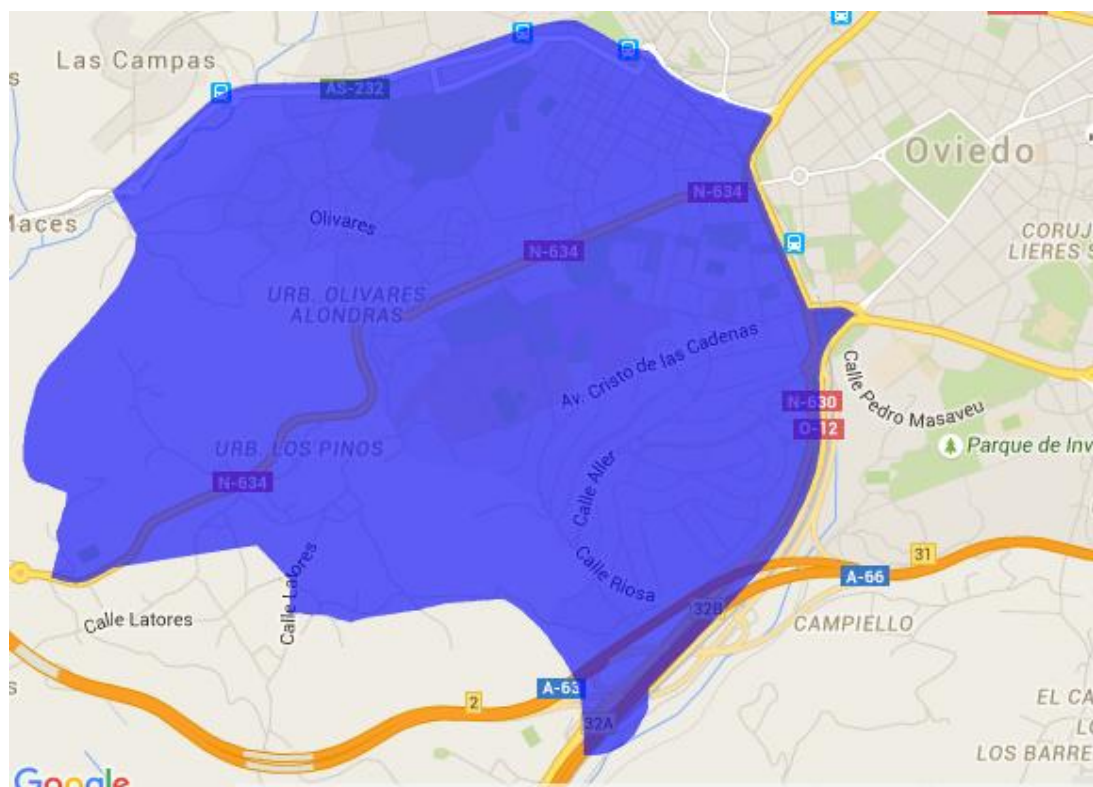 Las Campas
AS-232
Oviedo
N-634
Maces
Olivares
CORUJ
LIERES S
N-634
URB. OLIVARES
ALONDRAS
Av. Cristo de las Cadenas
Calle Pedro Masaveu
N-630
O-12
URB. LOS PINOS
Parque de Inv
Calle Aller
N-634
31
Calle Riosa
A-66
Calle Latores
32B
Calle Latores
CAMPIELLO
A-63
2
EL CA
32A
LOS BARRE
Google